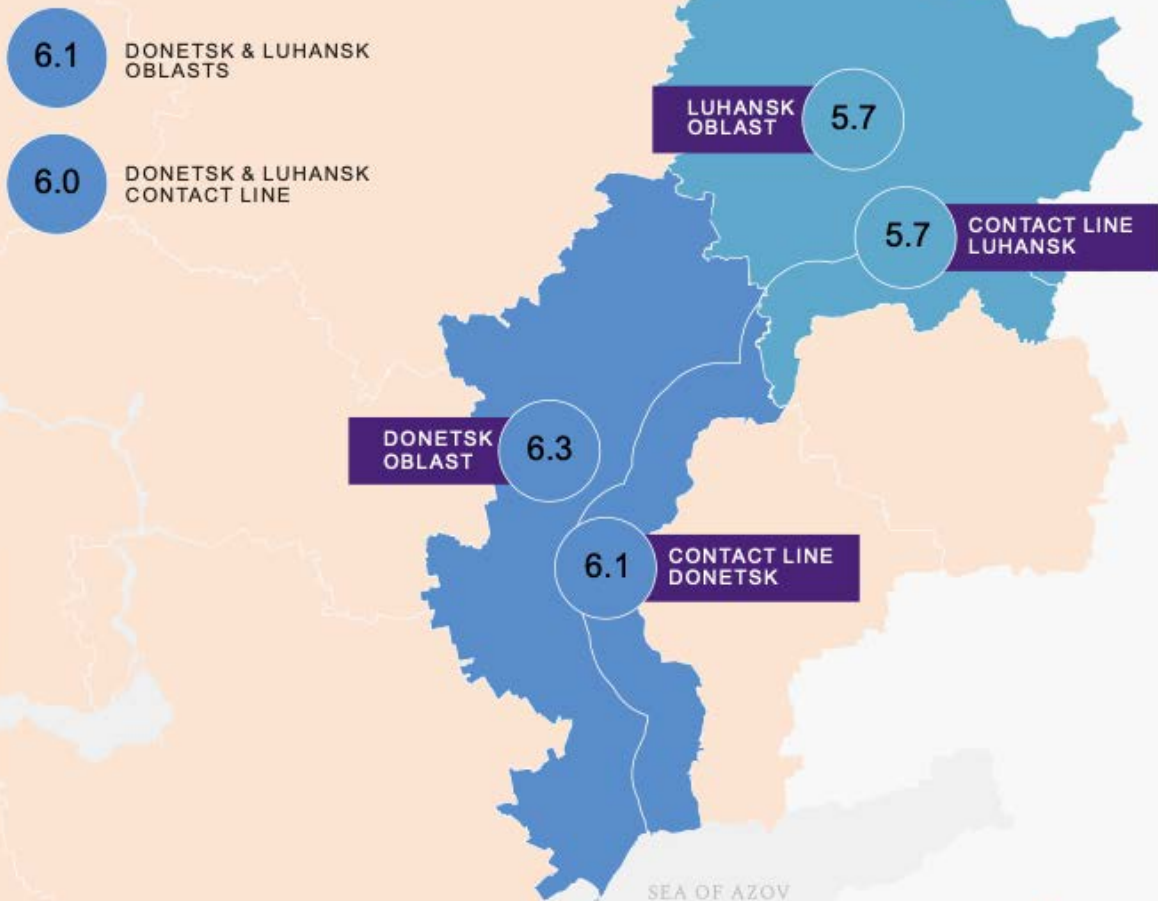 6.1
DONETSK & LUHANSK
OBLASTS
6.0
DONETSK & LUHANSK
CONTACT LINE
LUHANSK
OBLAST
5.7
5.7
CONTACT LINE
LUHANSK
DONETSK
OBLAST
6.3
6.1
CONTACT LINE
DONETSK
SEA OF AZOV